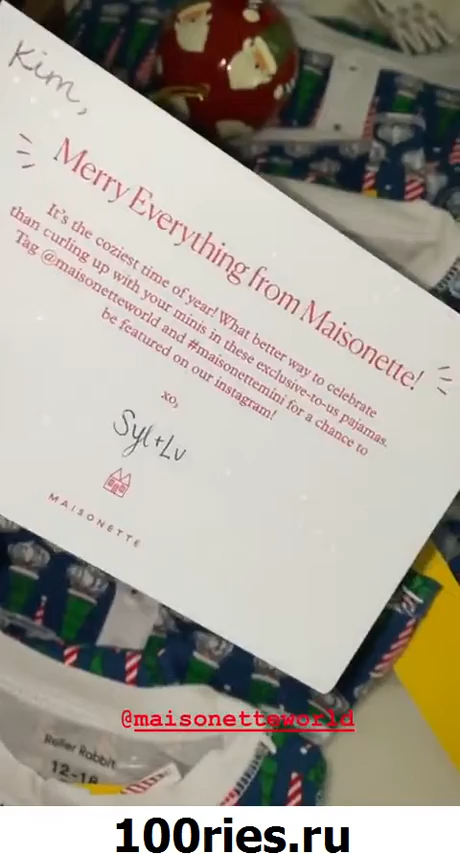 Kim,
Merry Everything from Maisonette!
It's the coziest time of year! What better way to celebrate
than curling up with your minis in these exclusive-to-us pajamas.
Tag @maisonetteworld and #maisonettemini for a chance to
be featured on our instagram!
xo,
Syl+Lu
MAISONETTE
@maisonetteworld
Roller Rabbit
12-18
100ries.ru